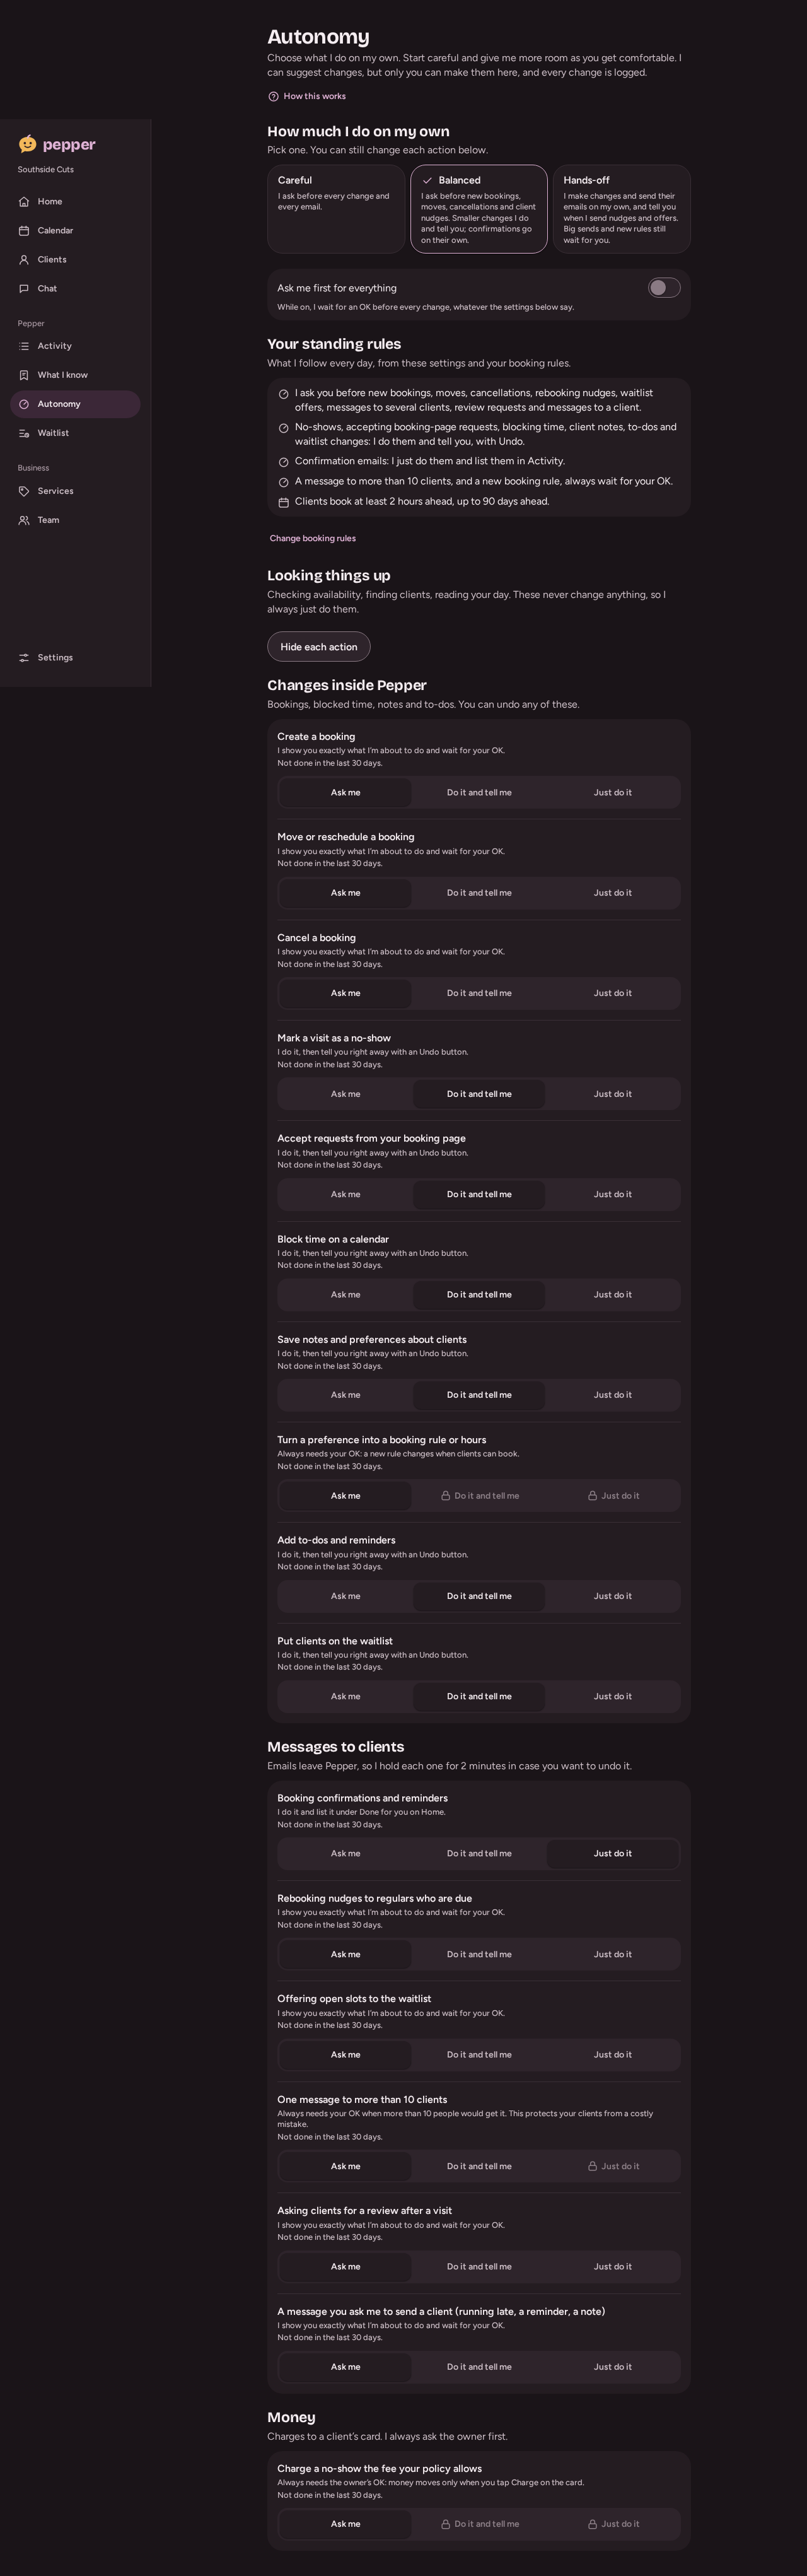 Autonomy
Choose what I do on my own. Start careful and give me more room as you get comfortable. I
can suggest changes, but only you can make them here, and every change is logged.
How this works
pepper
Southside Cuts
Home
Calendar
Clients
Chat
Pepper
Activity
What I know
Autonomy
Waitlist
Business
Services
Team
Settings
How much I do on my own
Pick one. You can still change each action below.
Careful
I ask before every change and
every email.
Balanced
I ask before new bookings,
moves, cancellations and client
nudges. Smaller changes I do
and tell you; confirmations go
on their own.
Hands-off
I make changes and send their
emails on my own, and tell you
when I send nudges and offers.
Big sends and new rules still
wait for you.
Ask me first for everything
While on, I wait for an OK before every change, whatever the settings below say.
Your standing rules
What I follow every day, from these settings and your booking rules.
I ask you before new bookings, moves, cancellations, rebooking nudges, waitlist
offers, messages to several clients, review requests and messages to a client.
No-shows, accepting booking-page requests, blocking time, client notes, to-dos and
waitlist changes: I do them and tell you, with Undo.
Confirmation emails: I just do them and list them in Activity.
A message to more than 10 clients, and a new booking rule, always wait for your OK.
Clients book at least 2 hours ahead, up to 90 days ahead.
Change booking rules
Looking things up
Checking availability, finding clients, reading your day. These never change anything, so I
always just do them.
Hide each action
Changes inside Pepper
Bookings, blocked time, notes and to-dos. You can undo any of these.
Create a booking
I show you exactly what I'm about to do and wait for your OK.
Not done in the last 30 days.
Ask me Do it and tell me Just do it
Move or reschedule a booking
I show you exactly what I'm about to do and wait for your OK.
Not done in the last 30 days.
Ask me Do it and tell me Just do it
Cancel a booking
I show you exactly what I'm about to do and wait for your OK.
Not done in the last 30 days.
Ask me Do it and tell me Just do it
Mark a visit as a no-show
I do it, then tell you right away with an Undo button.
Not done in the last 30 days.
Ask me Do it and tell me Just do it
Accept requests from your booking page
I do it, then tell you right away with an Undo button.
Not done in the last 30 days.
Ask me Do it and tell me Just do it
Block time on a calendar
I do it, then tell you right away with an Undo button.
Not done in the last 30 days.
Ask me Do it and tell me Just do it
Save notes and preferences about clients
I do it, then tell you right away with an Undo button.
Not done in the last 30 days.
Ask me Do it and tell me Just do it
Turn a preference into a booking rule or hours
Always needs your OK: a new rule changes when clients can book.
Not done in the last 30 days.
Ask me Do it and tell me Just do it
Add to-dos and reminders
I do it, then tell you right away with an Undo button.
Not done in the last 30 days.
Ask me Do it and tell me Just do it
Put clients on the waitlist
I do it, then tell you right away with an Undo button.
Not done in the last 30 days.
Ask me Do it and tell me Just do it
Messages to clients
Emails leave Pepper, so I hold each one for 2 minutes in case you want to undo it.
Booking confirmations and reminders
I do it and list it under Done for you on Home.
Not done in the last 30 days.
Ask me Do it and tell me Just do it
Rebooking nudges to regulars who are due
I show you exactly what I'm about to do and wait for your OK.
Not done in the last 30 days.
Ask me Do it and tell me Just do it
Offering open slots to the waitlist
I show you exactly what I'm about to do and wait for your OK.
Not done in the last 30 days.
Ask me Do it and tell me Just do it
One message to more than 10 clients
Always needs your OK when more than 10 people would get it. This protects your clients from a costly
mistake.
Not done in the last 30 days.
Ask me Do it and tell me Just do it
Asking clients for a review after a visit
I show you exactly what I'm about to do and wait for your OK.
Not done in the last 30 days.
Ask me Do it and tell me Just do it
A message you ask me to send a client (running late, a reminder, a note)
I show you exactly what I'm about to do and wait for your OK.
Not done in the last 30 days.
Ask me Do it and tell me Just do it
Money
Charges to a client's card. I always ask the owner first.
Charge a no-show the fee your policy allows
Always needs the owner's OK: money moves only when you tap Charge on the card.
Not done in the last 30 days.
Ask me Do it and tell me Just do it